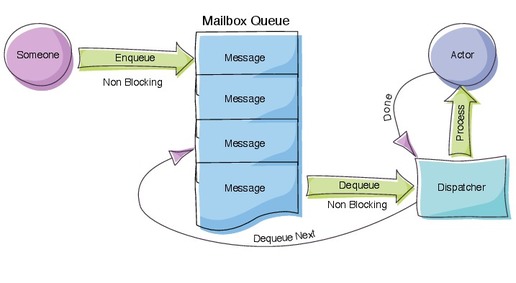 Mailbox Queue
Someone
Enqueue
Non Blocking
Message
Message
Message
Message
Actor
Done
Process
Dequeue
Non Blocking
Dispatcher
Dequeue Next